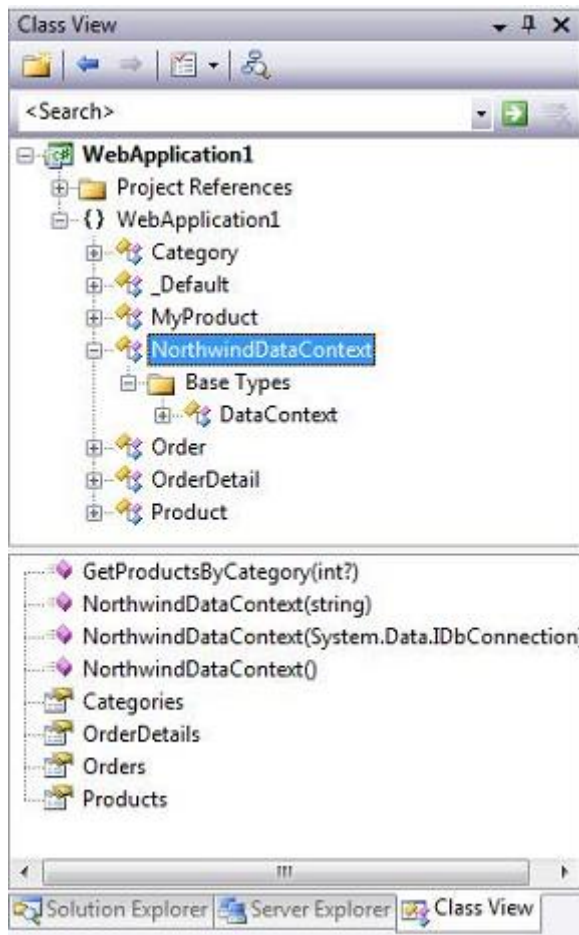 Class View
<Search>
WebApplication1
Project References
{} WebApplication1
Category
_Default
MyProduct
NorthwindDataContext
Base Types
DataContext
Order
OrderDetail
Product
GetProductsByCategory(int?)
NorthwindDataContext(string)
NorthwindDataContext(System.Data.IDbConnection)
NorthwindDataContext()
Categories
OrderDetails
Orders
Products
Solution Explorer Server Explorer Class View